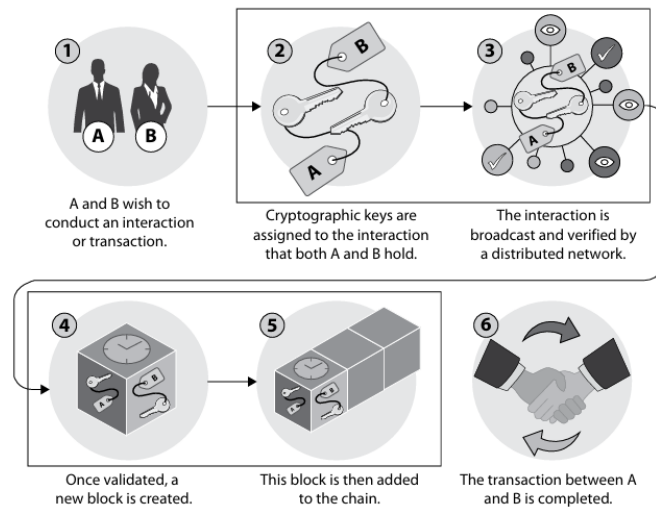 1
A
B
A and B wish to
conduct an interaction
or transaction.
2
B
A
Cryptographic keys are
assigned to the interaction
that both A and B hold.
3
B
A
The interaction is
broadcast and verified by
a distributed network.
4
B
A
Once validated, a
new block is created.
5
B
A
This block is then added
to the chain.
6
The transaction between A
and B is completed.